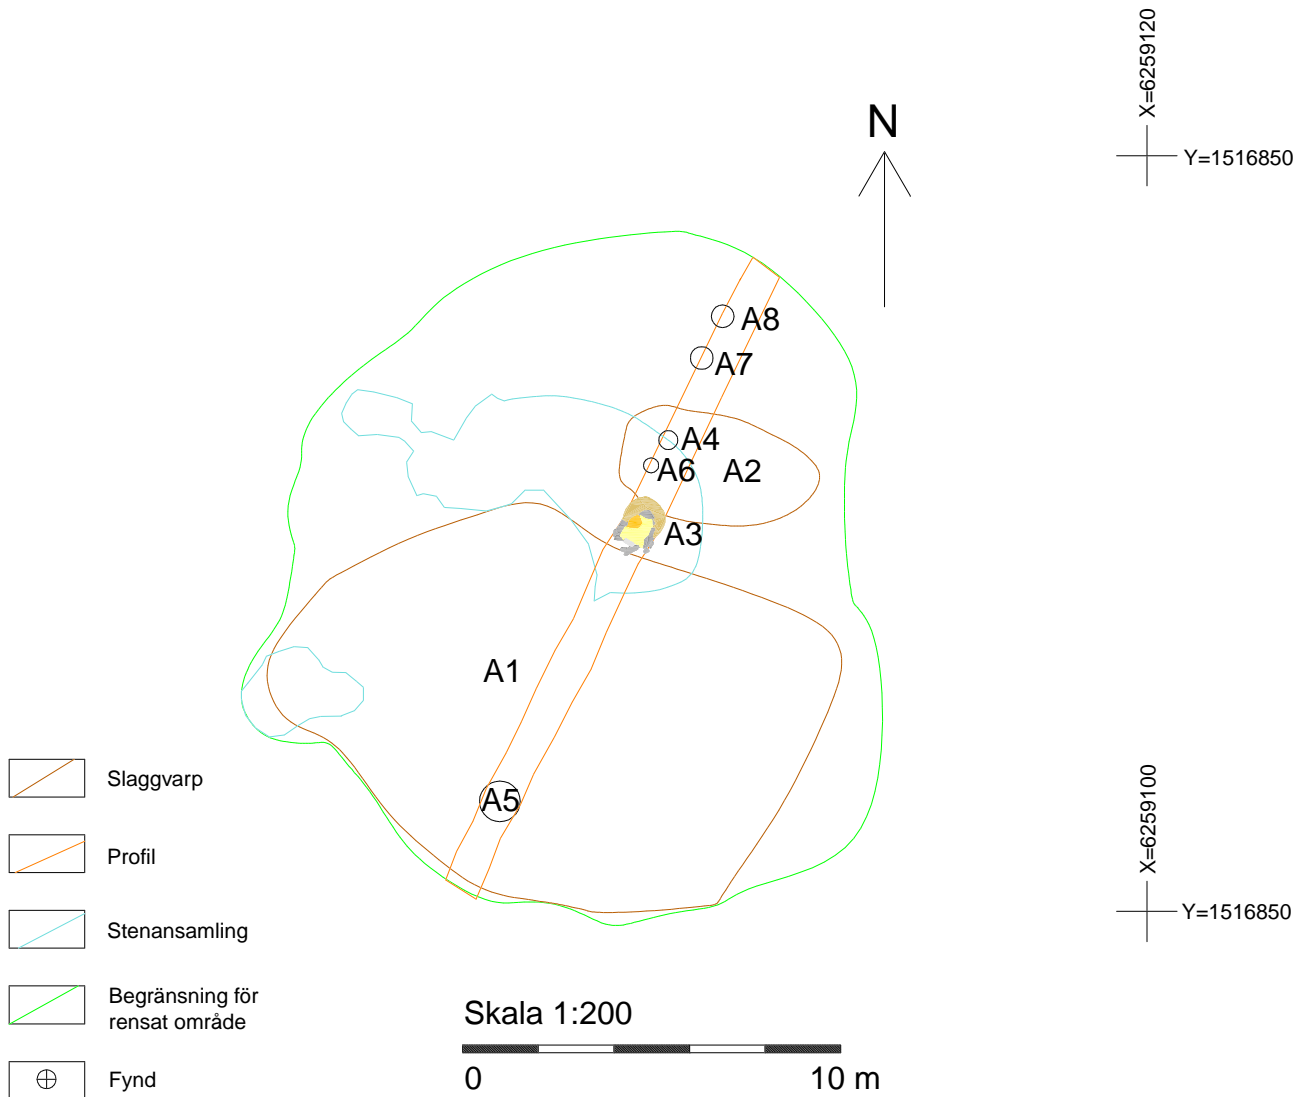 X=6259120
Y=1516850
N
A8
A7
A4
A6
A2
A3
A1
A5
Slaggvarp
Profil
Stenansamling
Begränsning för
rensat område
Fynd
X=6259100
Y=1516850
Skala 1:200
0 10 m